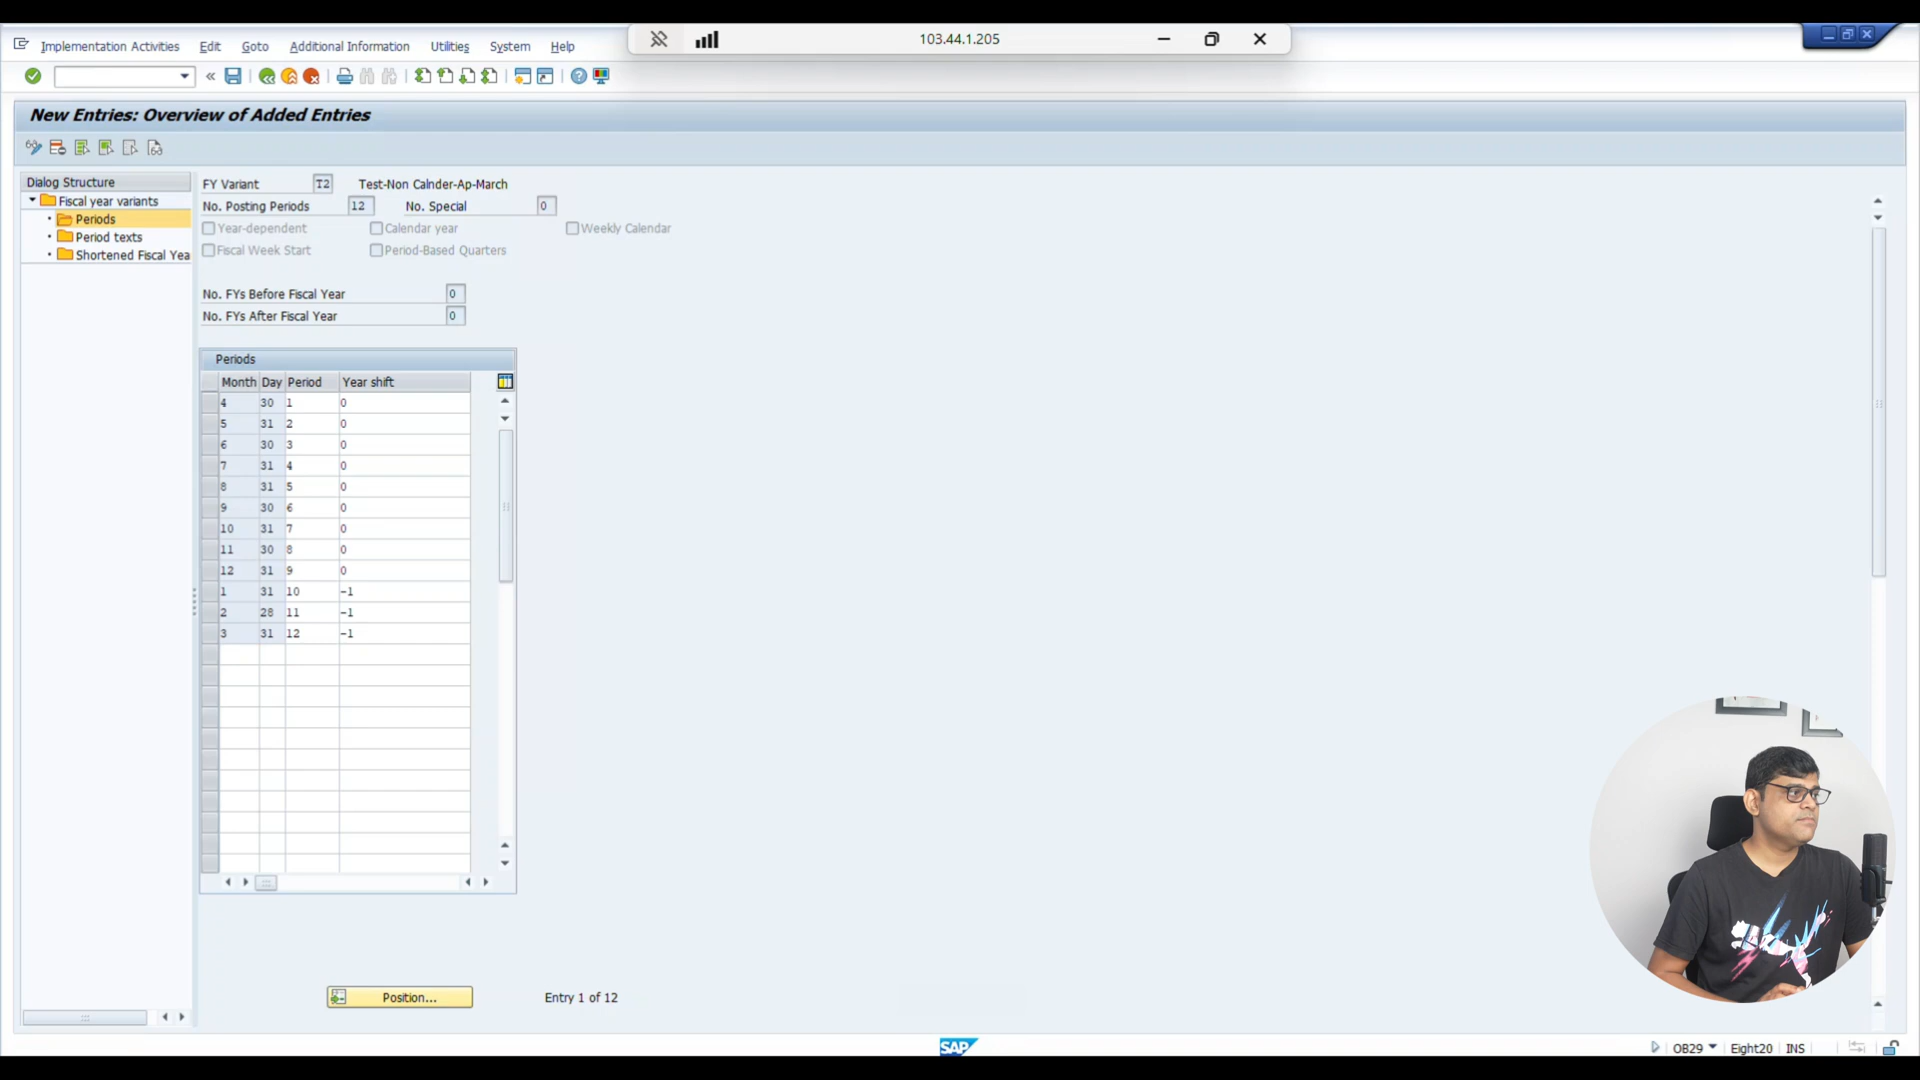 103.44.1.205
Implementation Activities Edit Goto Additional Information Utilities System Help
New Entries: Overview of Added Entries
Dialog Structure
Fiscal year variants
Periods
Period texts
Shortened Fiscal Yea
FY Variant T2 Test-Non Calnder-Ap-March
No. Posting Periods 12 No. Special 0
Year-dependent Calendar year Weekly Calendar
Fiscal Week Start Period-Based Quarters
No. FYs Before Fiscal Year 0
No. FYs After Fiscal Year 0
Periods
Month Day Period Year shift
4 30 1 0
5 31 2 0
6 30 3 0
7 31 4 0
8 31 5 0
9 30 6 0
10 31 7 0
11 30 8 0
12 31 9 0
1 31 10 -1
2 28 11 -1
3 31 12 -1
Position... Entry 1 of 12
SAP
OB29 Eight20 INS